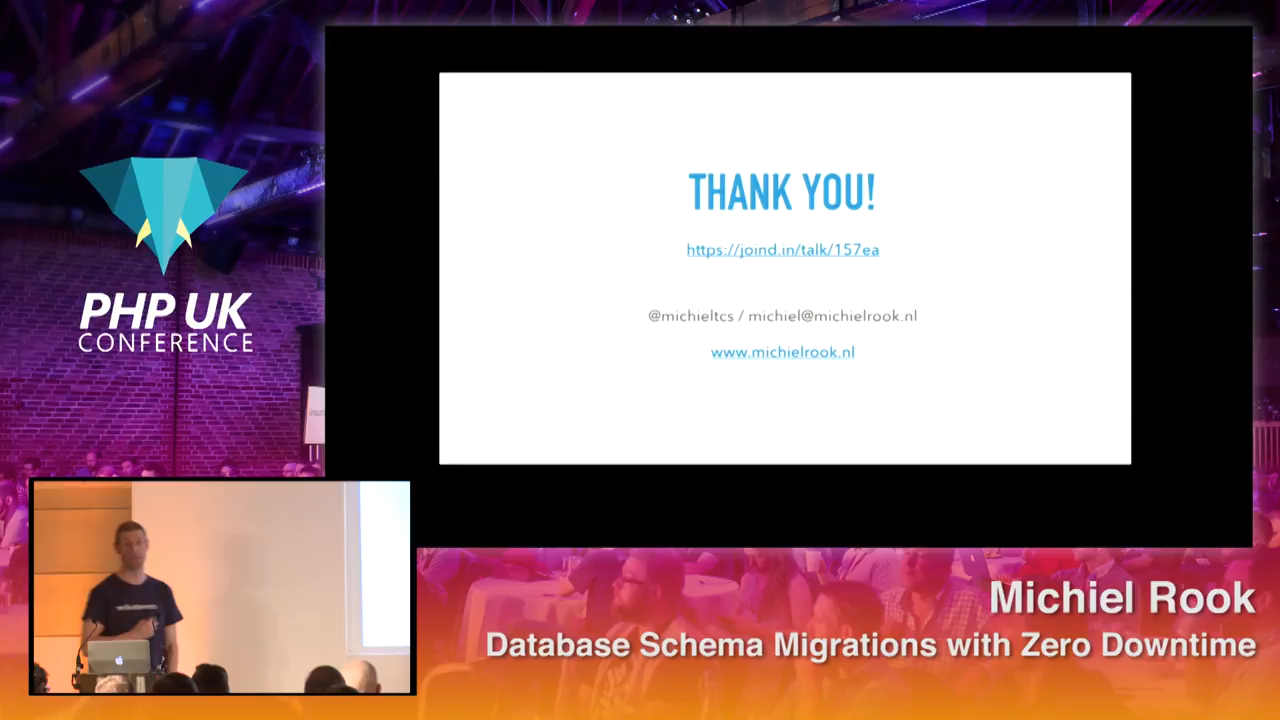 PHP UK
CONFERENCE
THANK YOU!
https://joind.in/talk/157ea
@michieltcs / michiel@michielrook.nl
www.michielrook.nl
Michiel Rook
Database Schema Migrations with Zero Downtime